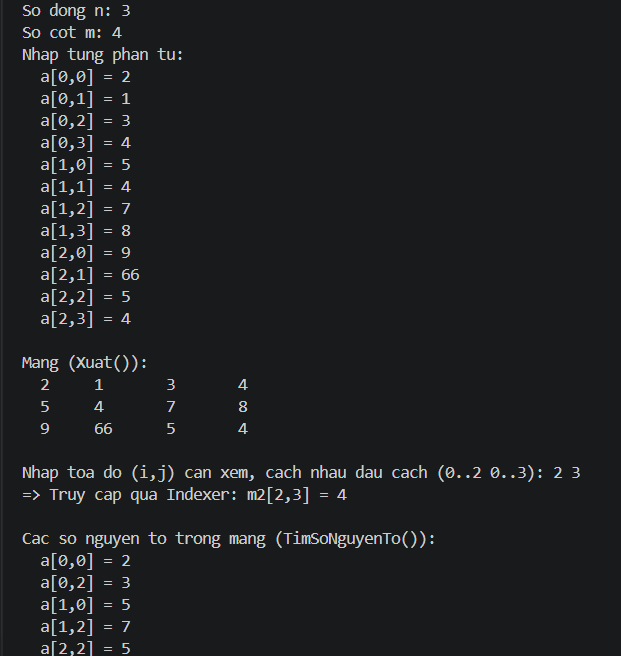 So dong n: 3
So cot m: 4
Nhap tung phan tu:
a[0,0] = 2
a[0,1] = 1
a[0,2] = 3
a[0,3] = 4
a[1,0] = 5
a[1,1] = 4
a[1,2] = 7
a[1,3] = 8
a[2,0] = 9
a[2,1] = 66
a[2,2] = 5
a[2,3] = 4
Mang (Xuat()):
2 1 3 4
5 4 7 8
9 66 5 4
Nhap toa do (i,j) can xem, cach nhau dau cach (0..2 0..3): 2 3
=> Truy cap qua Indexer: m2[2,3] = 4
Cac so nguyen to trong mang (TimSoNguyenTo()):
a[0,0] = 2
a[0,2] = 3
a[1,0] = 5
a[1,2] = 7
a[2,2] = 5